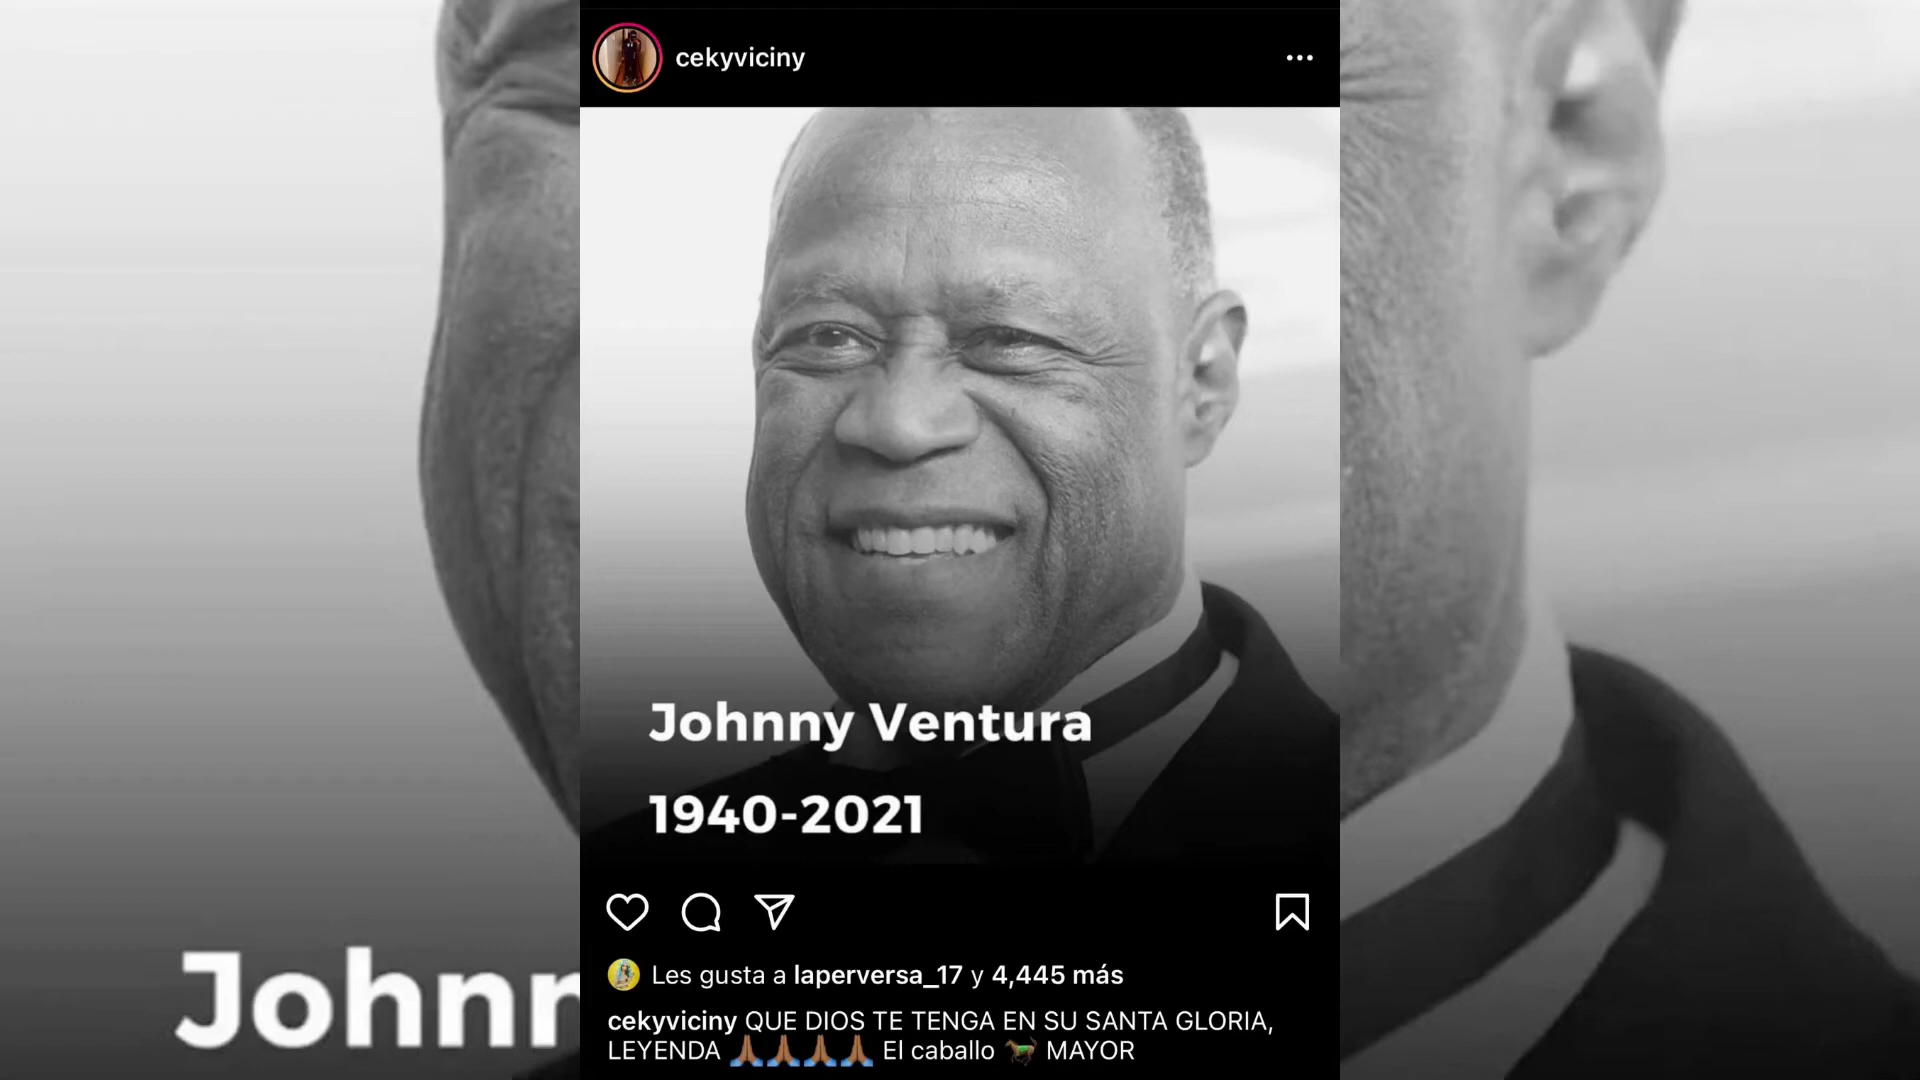 cekyviciny
Johnny Ventura
1940-2021
Johnn
Les gusta a laperversa_17 y 4,445 más
cekyviciny QUE DIOS TE TENGA EN SU SANTA GLORIA,
LEYENDA 🙏🏾🙏🏾🙏🏾🙏🏾 El caballo 🐎 MAYOR